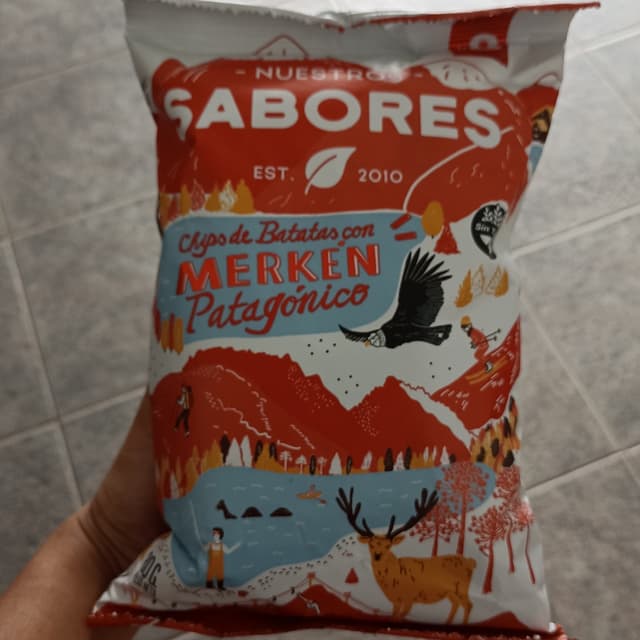 - NUESTROS -
SABORES
EST. 2010
Chips de Batatas con
MERKEN
Patagónico